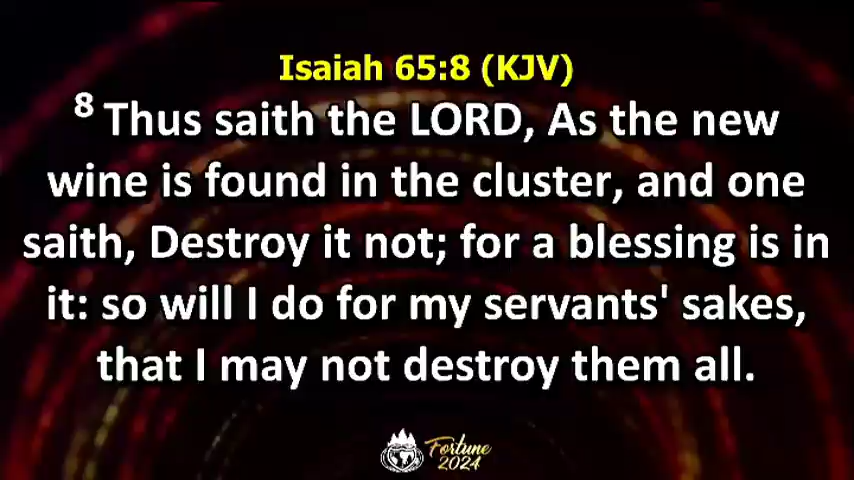 Isaiah 65:8 (KJV)
8 Thus saith the LORD, As the new
wine is found in the cluster, and one
saith, Destroy it not; for a blessing is in
it: so will I do for my servants' sakes,
that I may not destroy them all.
Fortune
2024